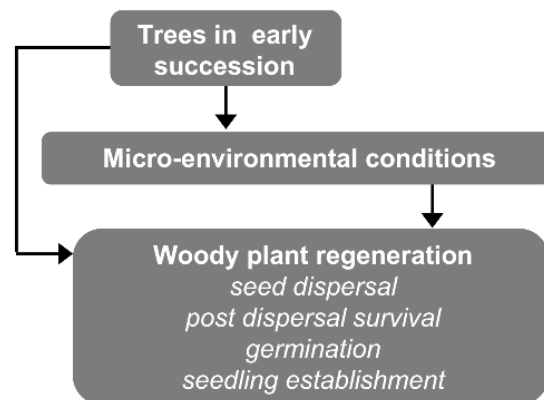 Trees in early
succession
Micro-environmental conditions
Woody plant regeneration
seed dispersal
post dispersal survival
germination
seedling establishment